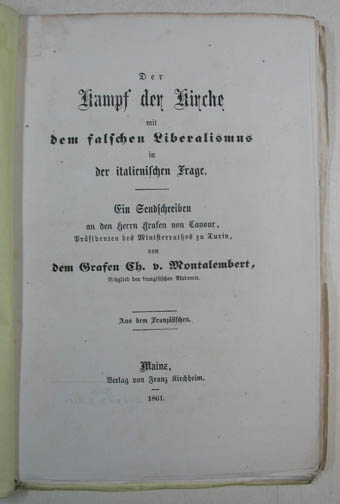 Der
Kampf der Kirche
mit
dem falschen Liberalismus
in
der italienischen Frage.
Ein Sendschreiben
an den Herrn Grafen von Cavour,
Präsidenten des Ministerrathes zu Turin,
von
dem Grafen Ch. v. Montalembert,
Mitglied der französischen Akademie.
Aus dem Französischen.
Mainz,
Verlag von Franz Kirchheim.
1861.